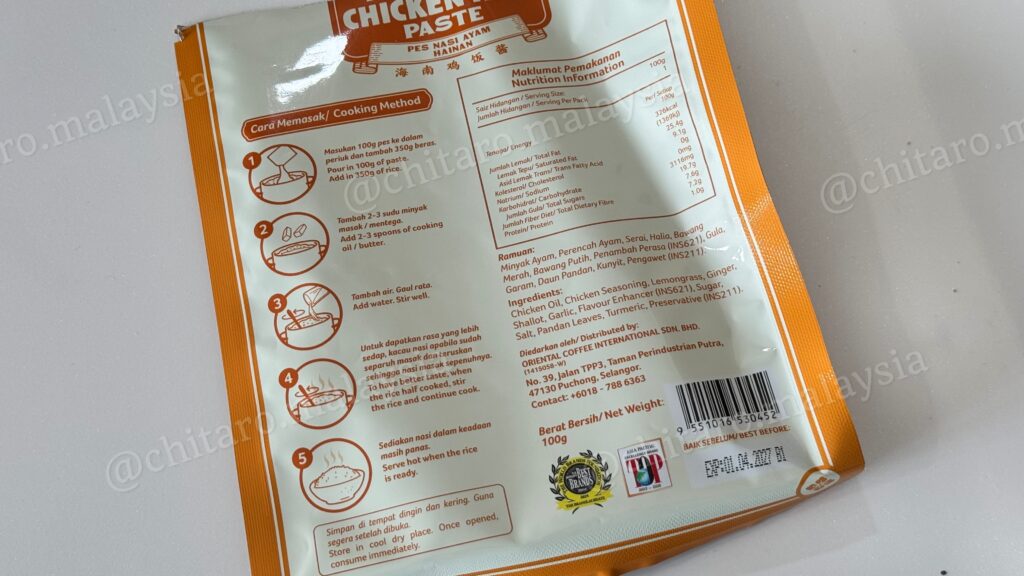 CHICKEN
PASTE
PES NASI AYAM
HAINAN
海南鸡饭酱
Cara Memasak/ Cooking Method
1
Masukan 100g pes ke dalam
periuk dan tambah 350g beras.
Pour in 100g of paste.
Add in 350g of rice.
2
Tambah 2-3 sudu minyak
masak / mentega.
Add 2-3 spoons of cooking
oil / butter.
3
Tambah air. Gaul rata.
Add water. Stir well.
4
Untuk dapatkan rasa yang lebih
sedap, kacau nasi apabila sudah
separuh masak dan teruskan
sehingga nasi masak sepenuhnya.
To have better taste, when
the rice half cooked, stir
the rice and continue cook.
5
Sediakan nasi dalam keadaan
masih panas.
Serve hot when the rice
is ready.
Simpan di tempat dingin dan kering. Guna
segera setelah dibuka.
Store in cool dry place. Once opened,
consume immediately.
Maklumat Pemakanan
Nutrition Information
Saiz Hidangan / Serving Size: 100g
Jumlah Hidangan / Serving Per Pack: 1
Per/ Setiap
100g
Tenaga/ Energy 326kcal
(1369kj)
Jumlah Lemak/ Total Fat 25.4g
Lemak Tepu/ Saturated Fat 9.1g
Asid Lemak Trans/ Trans Fatty Acid 0g
Kolesterol/ Cholesterol 0mg
Natrium/ Sodium 3116mg
Karbohidrat/ Carbohydrate 16.7g
Jumlah Gula/ Total Sugars 7.6g
Jumlah Fiber Diet/ Total Dietary Fibre 7.2g
Protein/ Protein 1.0g
Ramuan:
Minyak Ayam, Perencah Ayam, Serai, Halia, Bawang
Merah, Bawang Putih, Penambah Perasa (INS621), Gula,
Garam, Daun Pandan, Kunyit, Pengawet (INS211).
Ingredients:
Chicken Oil, Chicken Seasoning, Lemongrass, Ginger,
Shallot, Garlic, Flavour Enhancer (INS621), Sugar,
Salt, Pandan Leaves, Turmeric, Preservative (INS211).
Diedarkan oleh/ Distributed by:
ORIENTAL COFFEE INTERNATIONAL SDN. BHD.
(1415058-W)
No. 39, Jalan TPP3, Taman Perindustrian Putra,
47130 Puchong, Selangor.
Contact: +6018 - 788 6363
Berat Bersih/ Net Weight:
100g
9 551016 530452
BAIK SEBELUM/ BEST BEFORE:
EXP:01.04.2027 B1
BRANDS
@chitaro.malaysia
@chitaro.malaysia